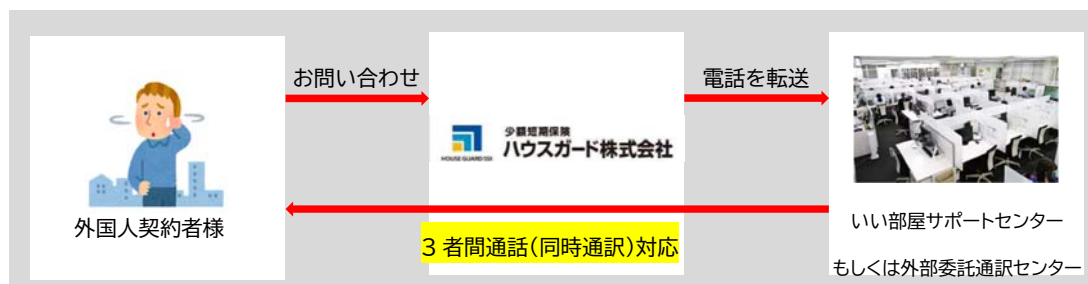 お問い合わせ
電話を転送
少額短期保険
ハウスガード株式会社
HOUSE GUARD SSI
外国人契約者様
3者間通話(同時通訳)対応
いい部屋サポートセンター
もしくは外部委託通訳センター